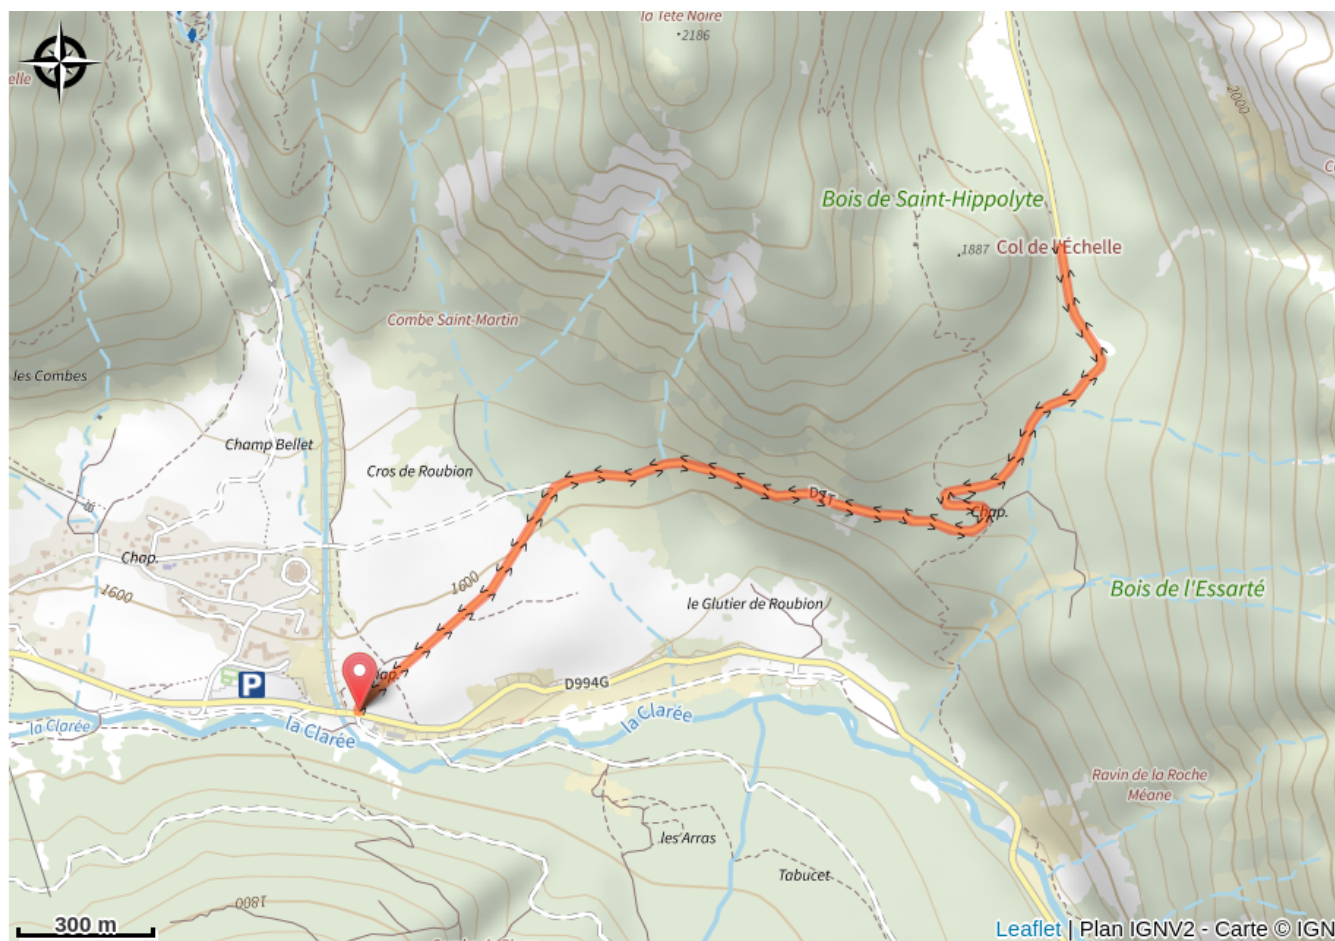 la Tête Noire
2186
elle
2000
Bois de Saint-Hippolyte
1887
Col de l'Échelle
Combe Saint-Martin
les Combes
Champ Bellet
Cros de Roubion
D1T
Chap.
Chap.
1600
1600
Bois de l'Essarté
le Glutier de Roubion
ap.
P
D994G
la Clarée
la Clarée
la Clarée
Ravin de la Roche
Méane
les Arras
Tabucet
1800
300 m
Leaflet | Plan IGNV2 - Carte © IGN